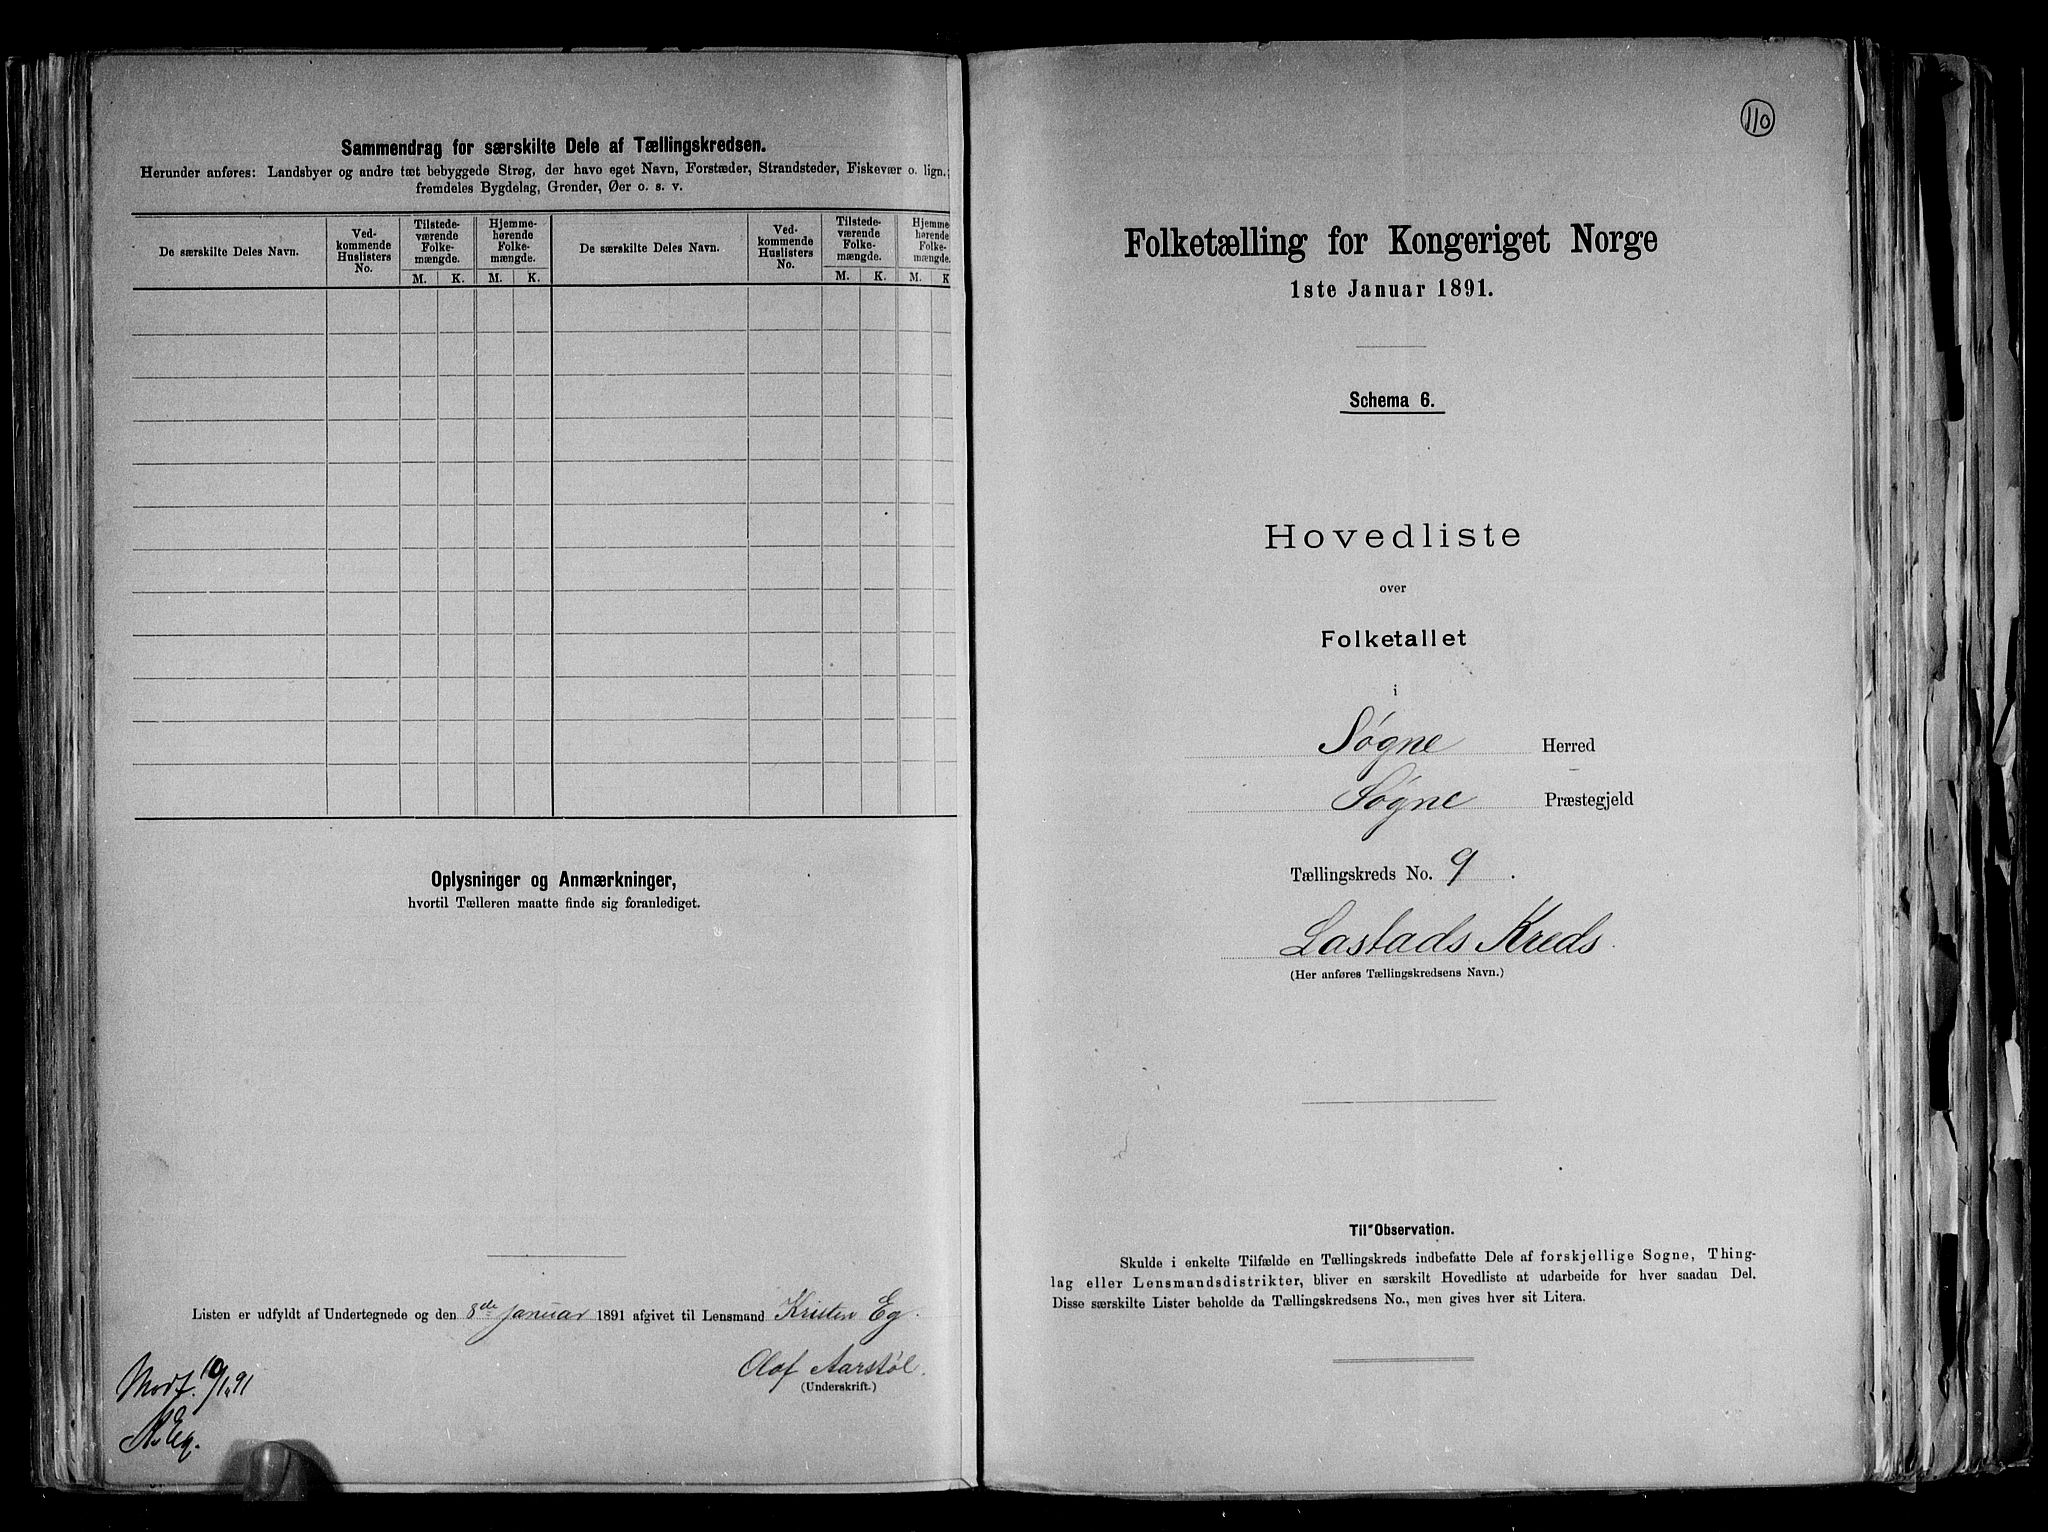 Sammendrag for særskilte Dele af Tællingskredsen.
Herunder anføres: Landsbyer og andre tæt bebyggede Strøg, der have eget Navn, Forstæder, Strandsteder, Fiskevær o. lign.;
fremdeles Bygdelag, Grender, Øer o. s. v.
De særskilte Deles Navn.
Ved-
kommende
Huslisters
No.
Tilstede-
værende
Folke-
mængde.
Hjemme-
hørende
Folke-
mængde.
De særskilte Deles Navn.
Ved-
kommende
Huslisters
No.
Tilstede-
værende
Folke-
mængde.
Hjemme-
hørende
Folke-
mængde.
M. K. M. K. M. K. M. K
Oplysninger og Anmærkninger,
hvortil Tælleren maatte finde sig foranlediget.
Listen er udfyldt af Undertegnede og den 8de Januar 1891 afgivet til Lensmand Kristen Eg.
Olaf Aarstøl.
(Underskrift.)
Modt. 10/1.91
K. Eg.
110
Folketælling for Kongeriget Norge
1ste Januar 1891.
Schema 6.
Hovedliste
over
Folketallet
i
Søgne Herred
Søgne Præstegjeld
Tællingskreds No. 9.
Lastads Kreds.
(Her anføres Tællingskredsens Navn.)
Til Observation.
Skulde i enkelte Tilfælde en Tællingskreds indbefatte Dele af forskjellige Sogne, Thing-
lag eller Lensmandsdistrikter, bliver en særskilt Hovedliste at udarbeide for hver saadan Del.
Disse særskilte Lister beholde da Tællingskredsens No., men gives hver sit Litera.